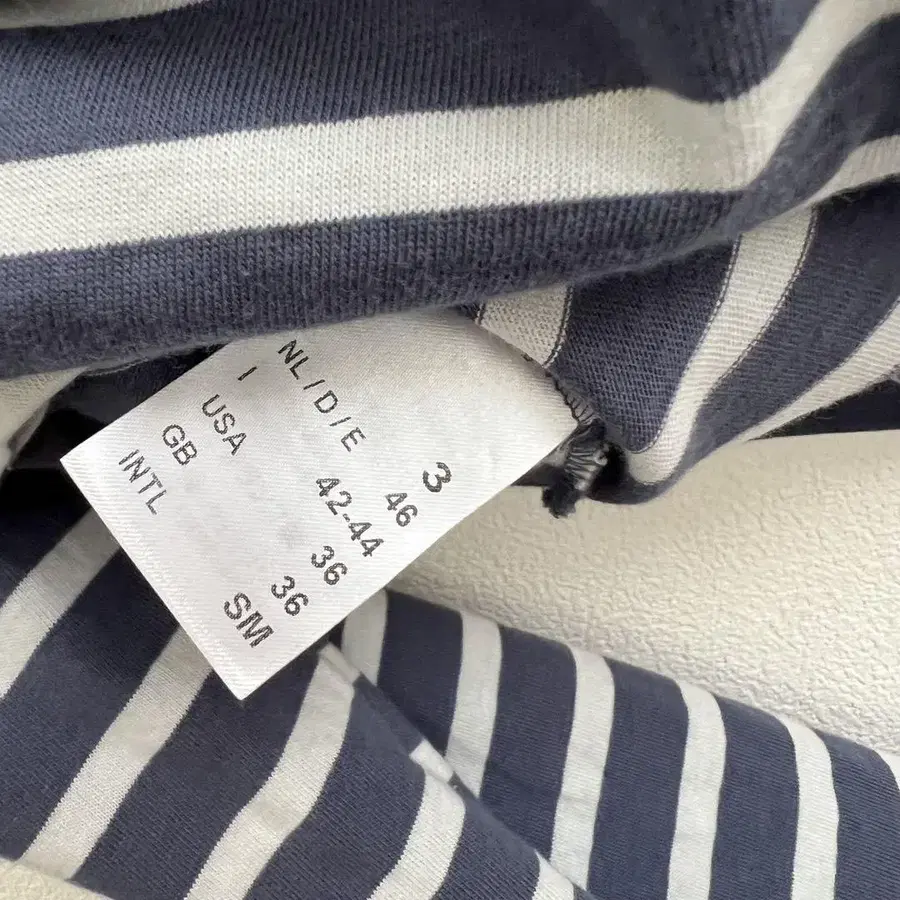 3
NL/D/E 46
I 42-44
USA 36
GB 36
INTL S/M